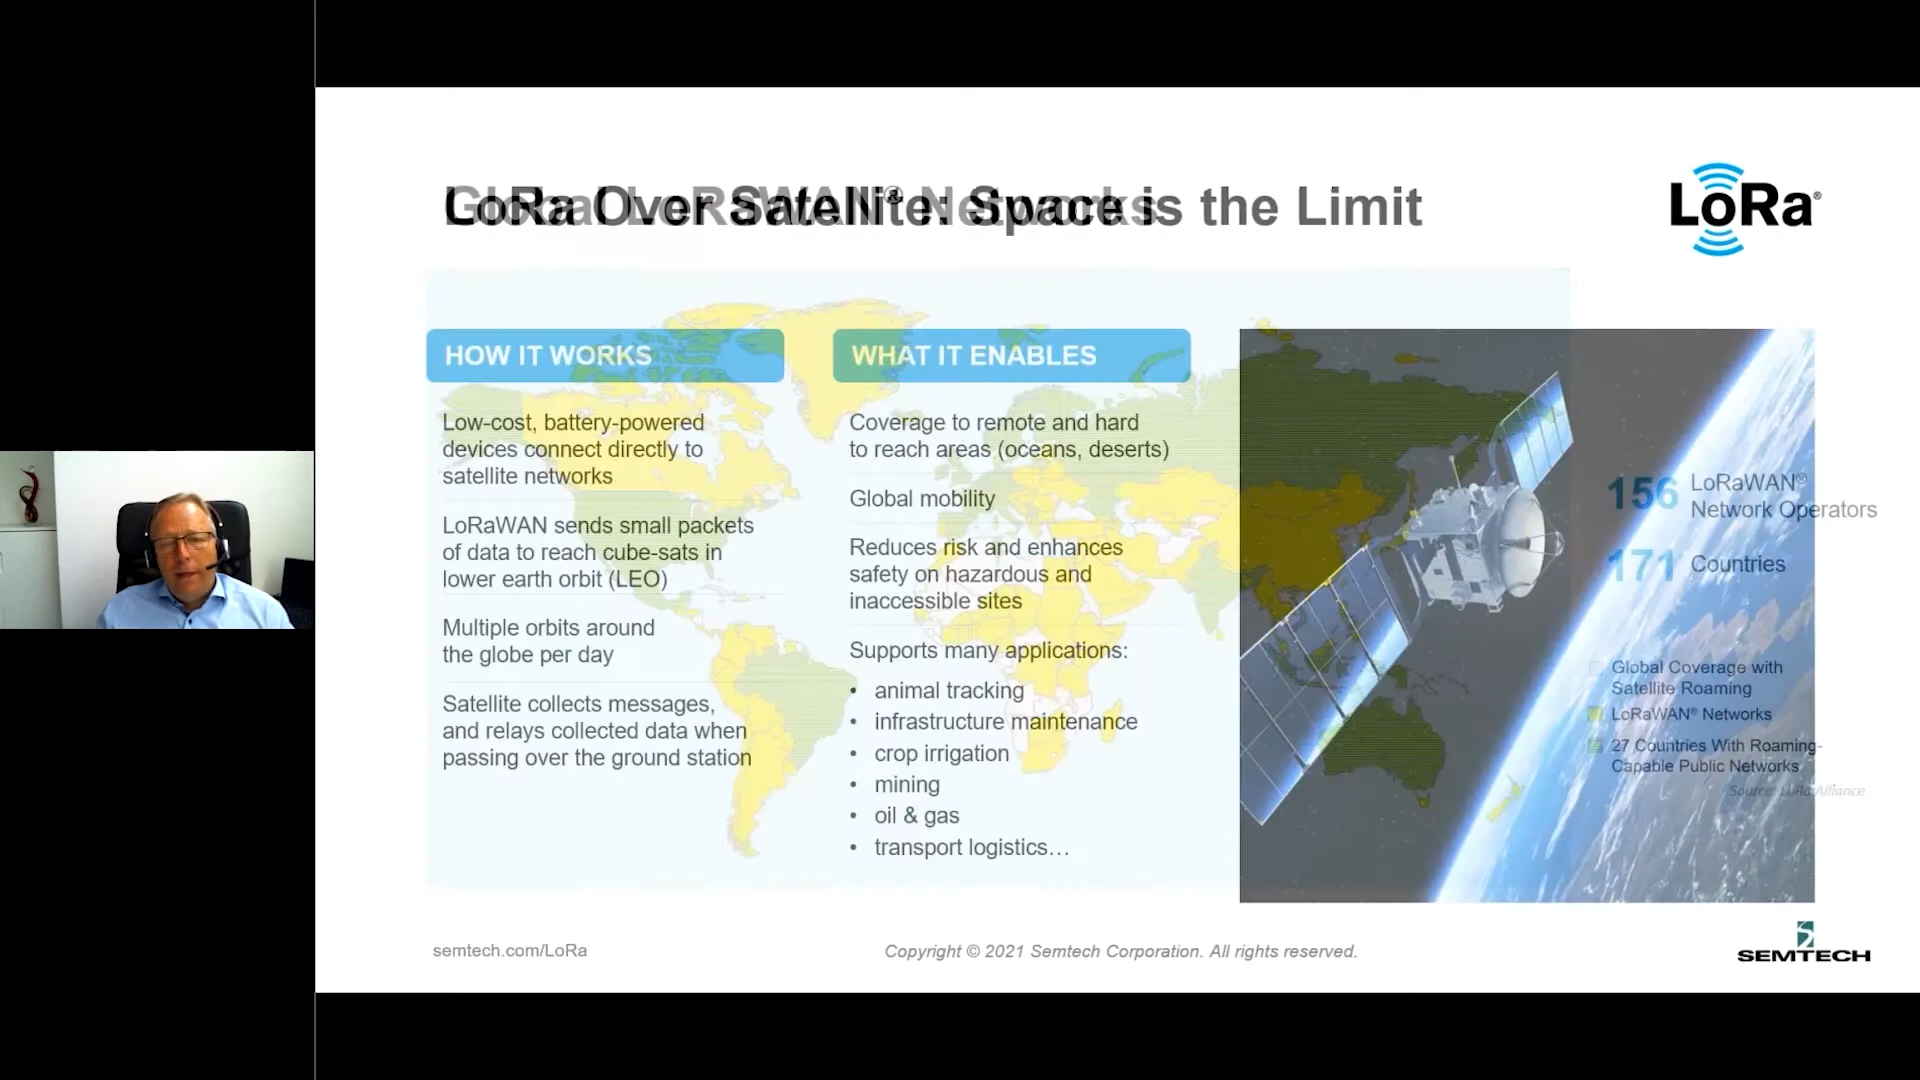 LoRa Over Satellite: Space is the Limit
Global LoRaWAN® Networks
LoRa®
HOW IT WORKS
Low-cost, battery-powered
devices connect directly to
satellite networks
LoRaWAN sends small packets
of data to reach cube-sats in
lower earth orbit (LEO)
Multiple orbits around
the globe per day
Satellite collects messages,
and relays collected data when
passing over the ground station
WHAT IT ENABLES
Coverage to remote and hard
to reach areas (oceans, deserts)
Global mobility
Reduces risk and enhances
safety on hazardous and
inaccessible sites
Supports many applications:
• animal tracking
• infrastructure maintenance
• crop irrigation
• mining
• oil & gas
• transport logistics…
156 LoRaWAN®
Network Operators
171 Countries
Global Coverage with
Satellite Roaming
LoRaWAN® Networks
27 Countries With Roaming-
Capable Public Networks
Source: LoRa Alliance
semtech.com/LoRa
Copyright © 2021 Semtech Corporation. All rights reserved.
SEMTECH